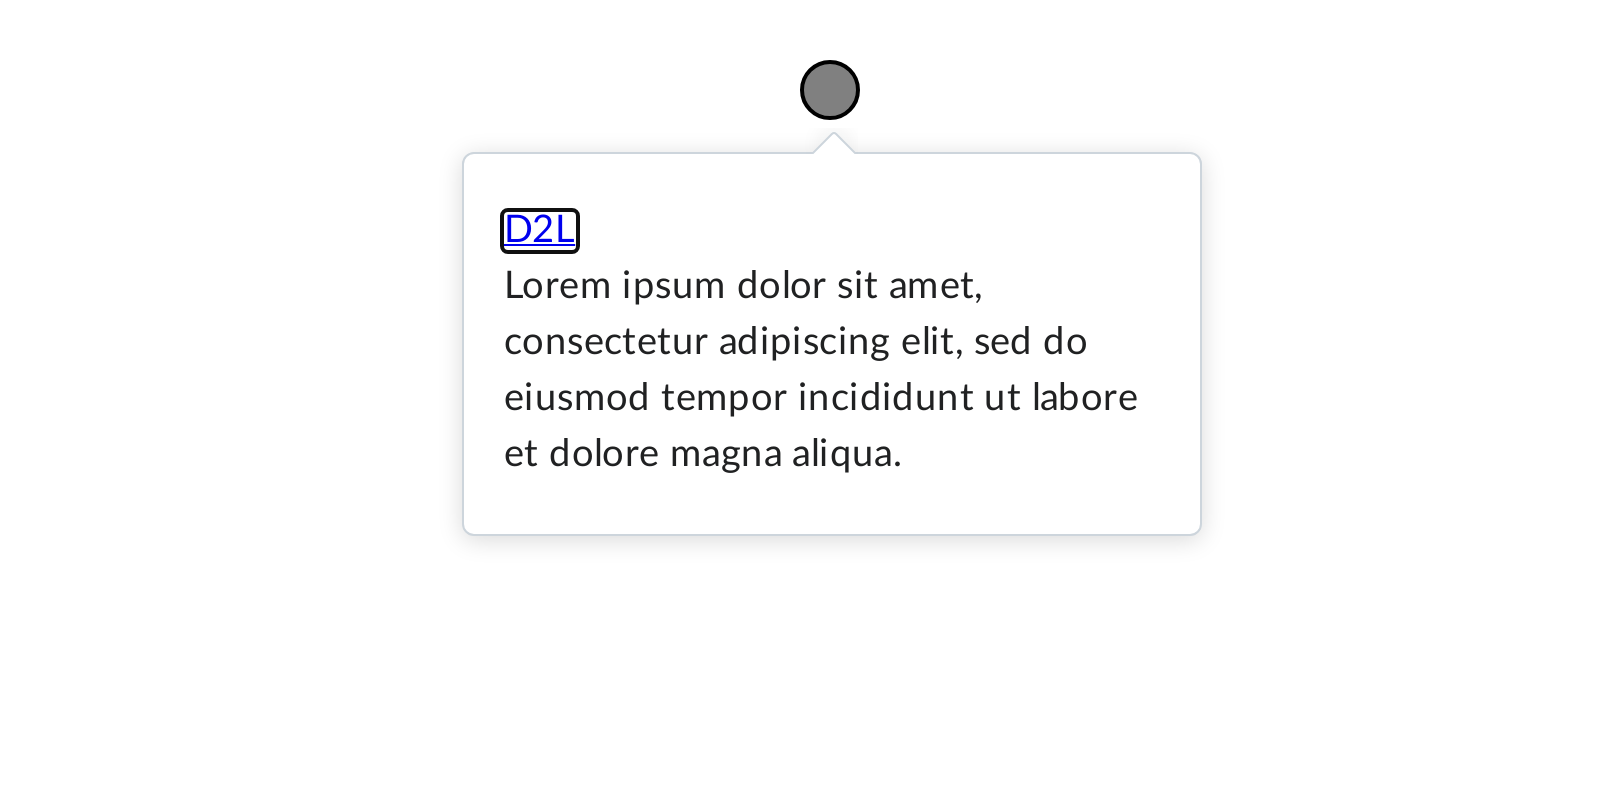 D2L
Lorem ipsum dolor sit amet,
consectetur adipiscing elit, sed do
eiusmod tempor incididunt ut labore
et dolore magna aliqua.